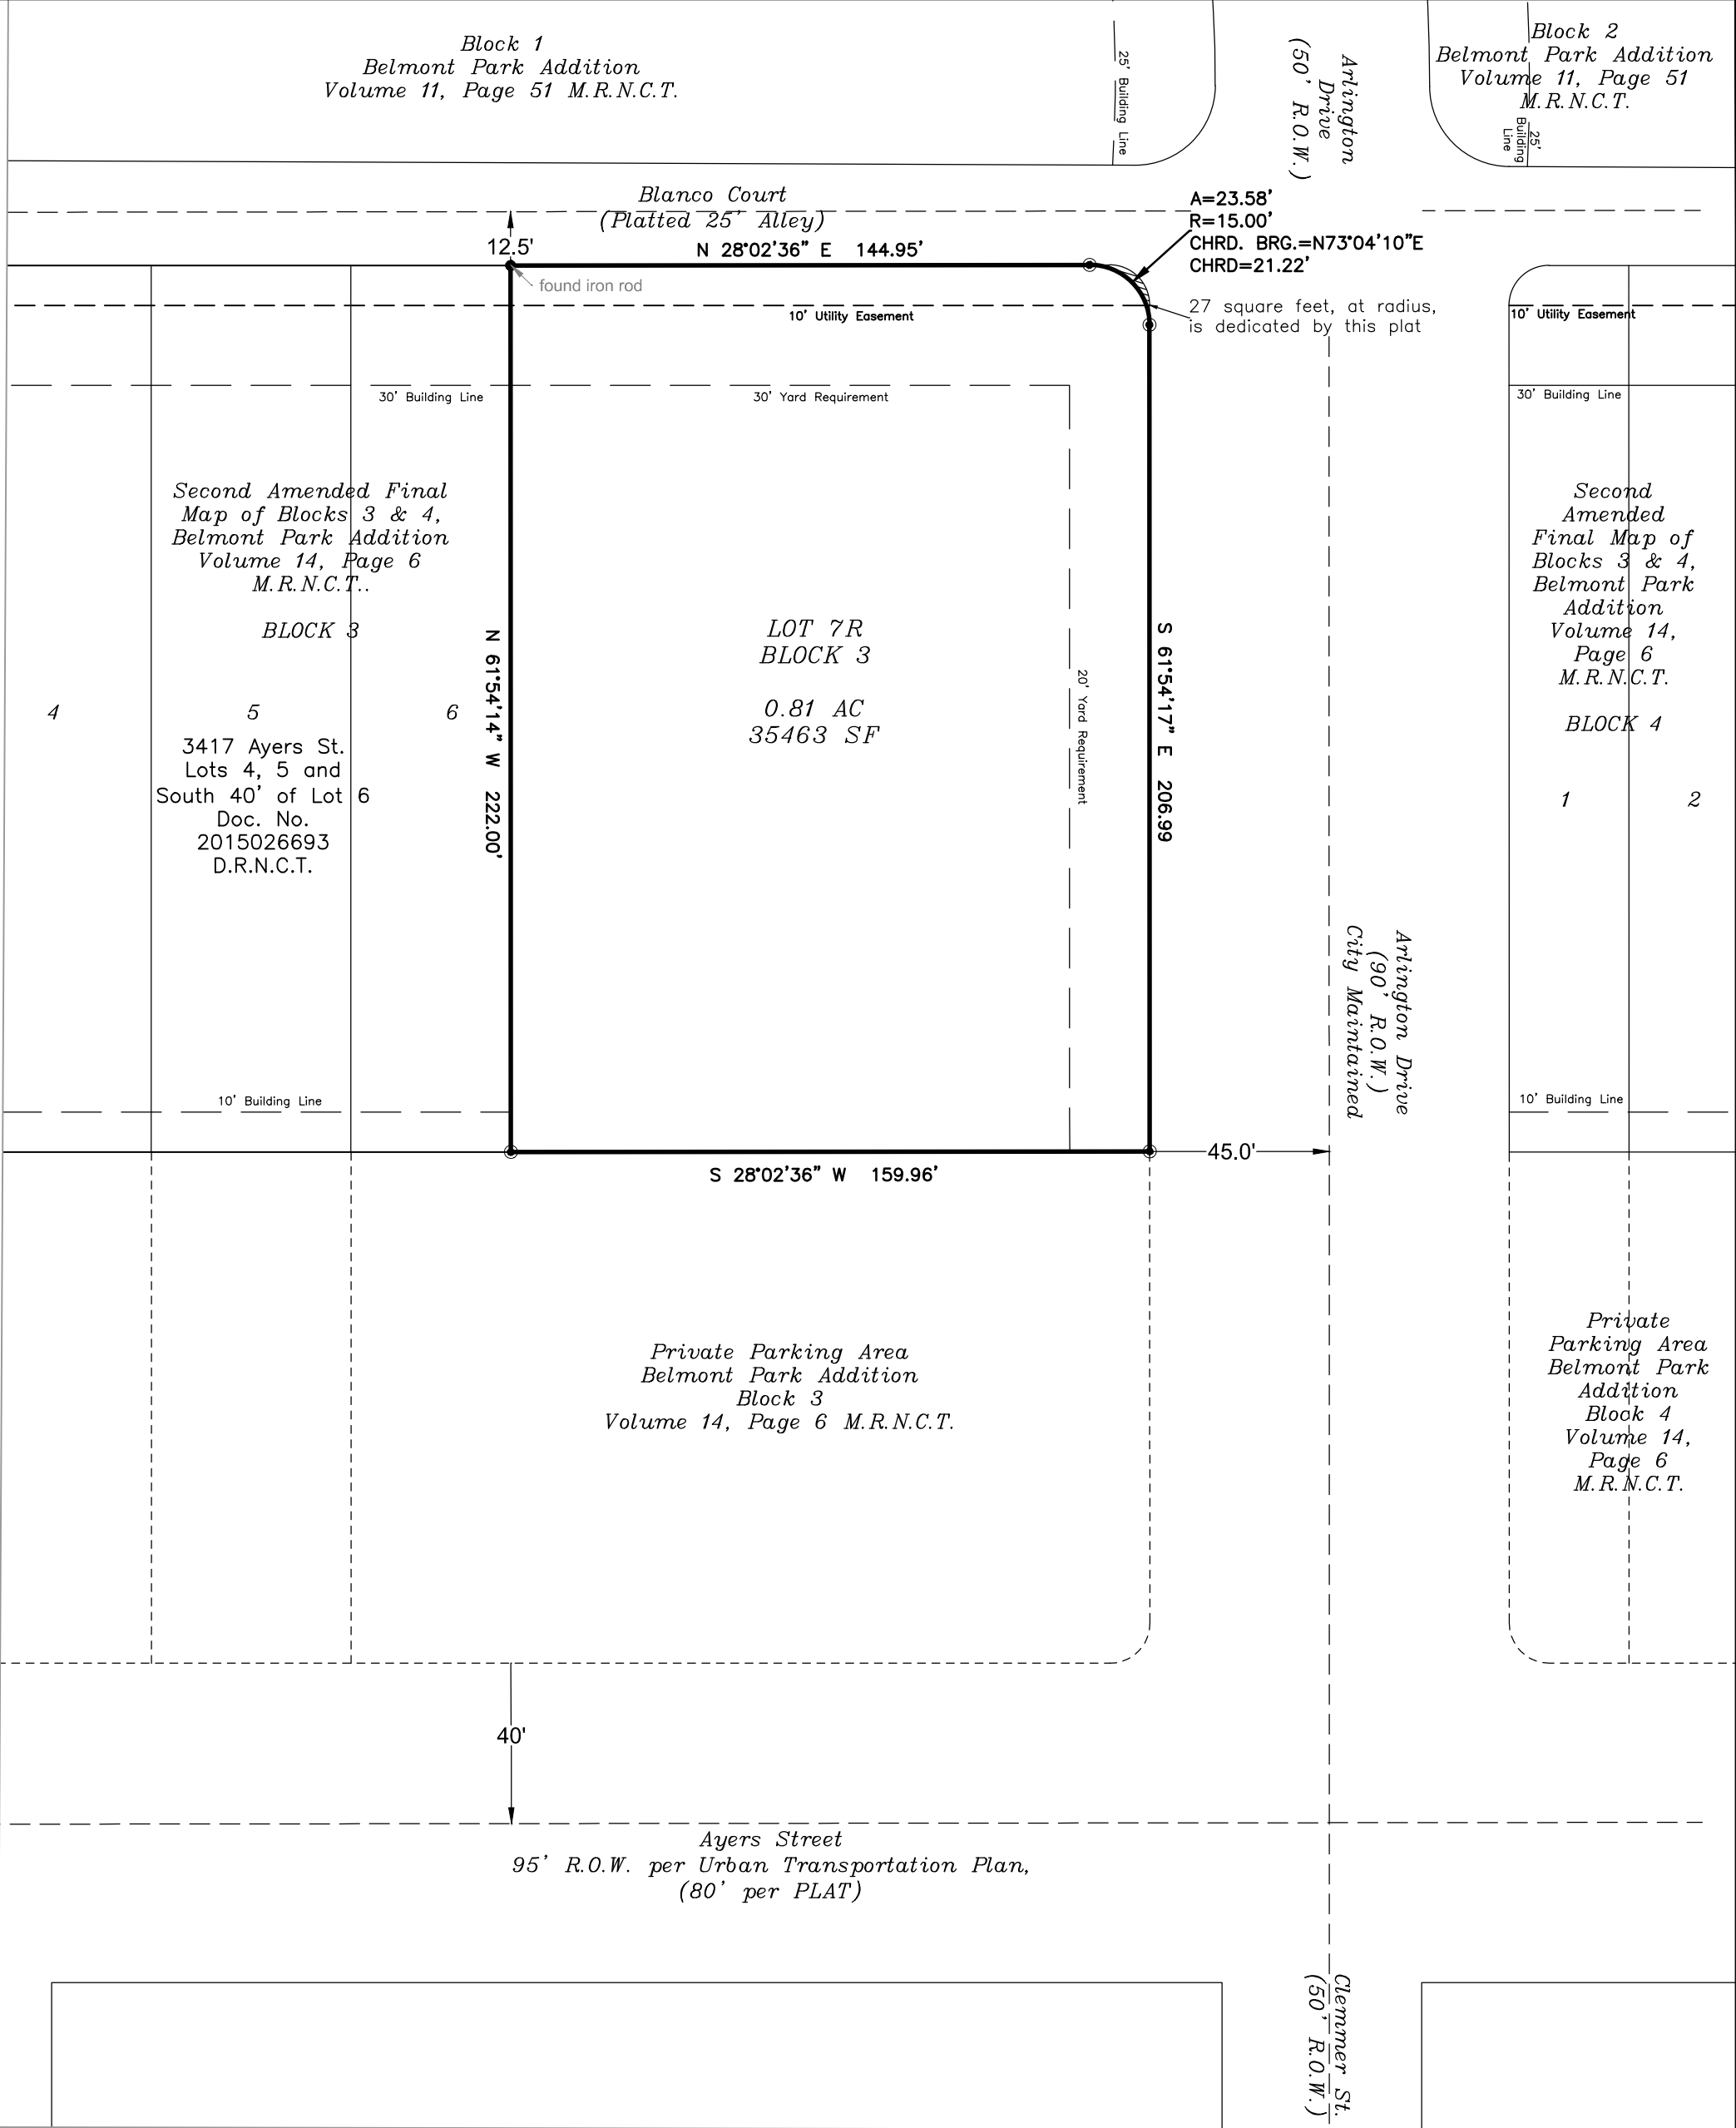 Block 1
Belmont Park Addition
Volume 11, Page 51 M.R.N.C.T.
25' Building Line
Arlington
Drive
(50' R.O.W.)
Block 2
Belmont Park Addition
Volume 11, Page 51
M.R.N.C.T.
25'
Building
Line
Blanco Court
(Platted 25' Alley)
12.5'
N 28°02'36" E 144.95'
A=23.58'
R=15.00'
CHRD. BRG.=N73°04'10"E
CHRD=21.22'
found iron rod
10' Utility Easement
27 square feet, at radius,
is dedicated by this plat
10' Utility Easement
30' Building Line
30' Yard Requirement
30' Building Line
Second Amended Final
Map of Blocks 3 & 4,
Belmont Park Addition
Volume 14, Page 6
M.R.N.C.T..
BLOCK 3
4
5
6
3417 Ayers St.
Lots 4, 5 and
South 40' of Lot 6
Doc. No.
2015026693
D.R.N.C.T.
N 61°54'14" W 222.00'
LOT 7R
BLOCK 3
0.81 AC
35463 SF
20' Yard Requirement
S 61°54'17" E 206.99
Second
Amended
Final Map of
Blocks 3 & 4,
Belmont Park
Addition
Volume 14,
Page 6
M.R.N.C.T.
BLOCK 4
1
2
Arlington Drive
(90' R.O.W.)
City Maintained
10' Building Line
10' Building Line
45.0'
S 28°02'36" W 159.96'
Private Parking Area
Belmont Park Addition
Block 3
Volume 14, Page 6 M.R.N.C.T.
Private
Parking Area
Belmont Park
Addition
Block 4
Volume 14,
Page 6
M.R.N.C.T.
40'
Ayers Street
95' R.O.W. per Urban Transportation Plan,
(80' per PLAT)
Clemmer St.
(50' R.O.W.)